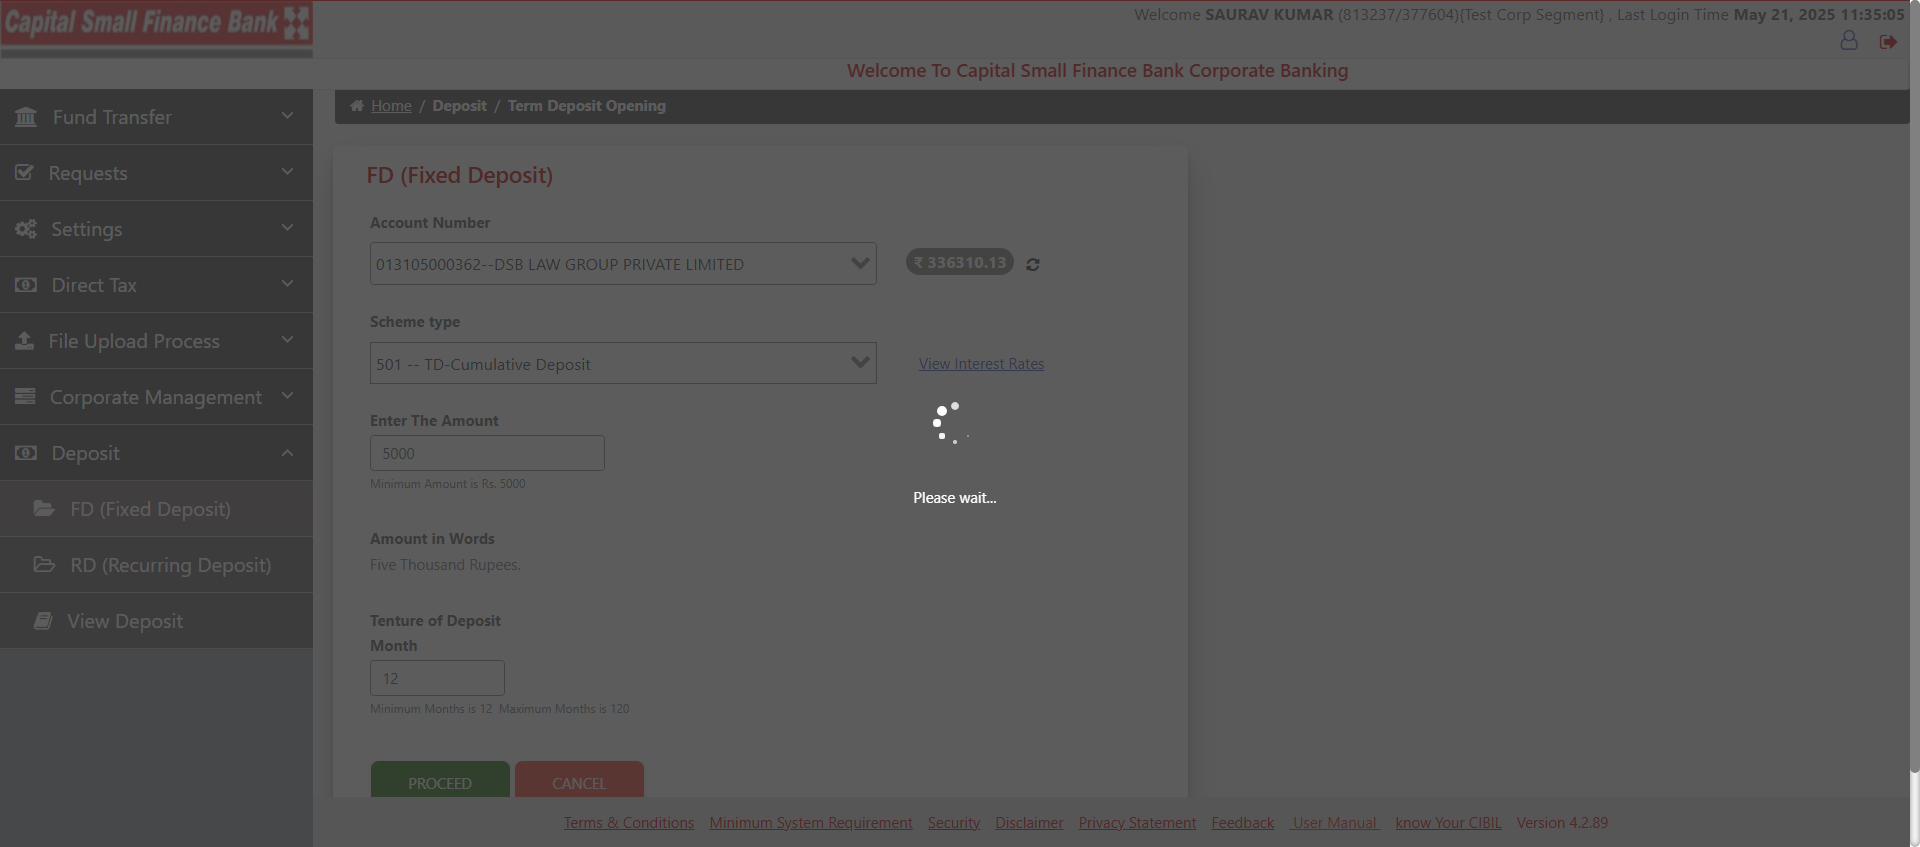 Capital Small Finance Bank
Welcome SAURAV KUMAR (813237/377604){Test Corp Segment} , Last Login Time May 21, 2025 11:35:05
Welcome To Capital Small Finance Bank Corporate Banking
Home / Deposit / Term Deposit Opening
Fund Transfer
Requests
Settings
Direct Tax
File Upload Process
Corporate Management
Deposit
FD (Fixed Deposit)
RD (Recurring Deposit)
View Deposit
FD (Fixed Deposit)
Account Number
013105000362--DSB LAW GROUP PRIVATE LIMITED
₹ 336310.13
Scheme type
501 -- TD-Cumulative Deposit
View Interest Rates
Enter The Amount
5000
Minimum Amount is Rs. 5000
Please wait...
Amount in Words
Five Thousand Rupees.
Tenture of Deposit
Month
12
Minimum Months is 12 Maximum Months is 120
PROCEED CANCEL
Terms & Conditions Minimum System Requirement Security Disclaimer Privacy Statement Feedback User Manual know Your CIBIL Version 4.2.89